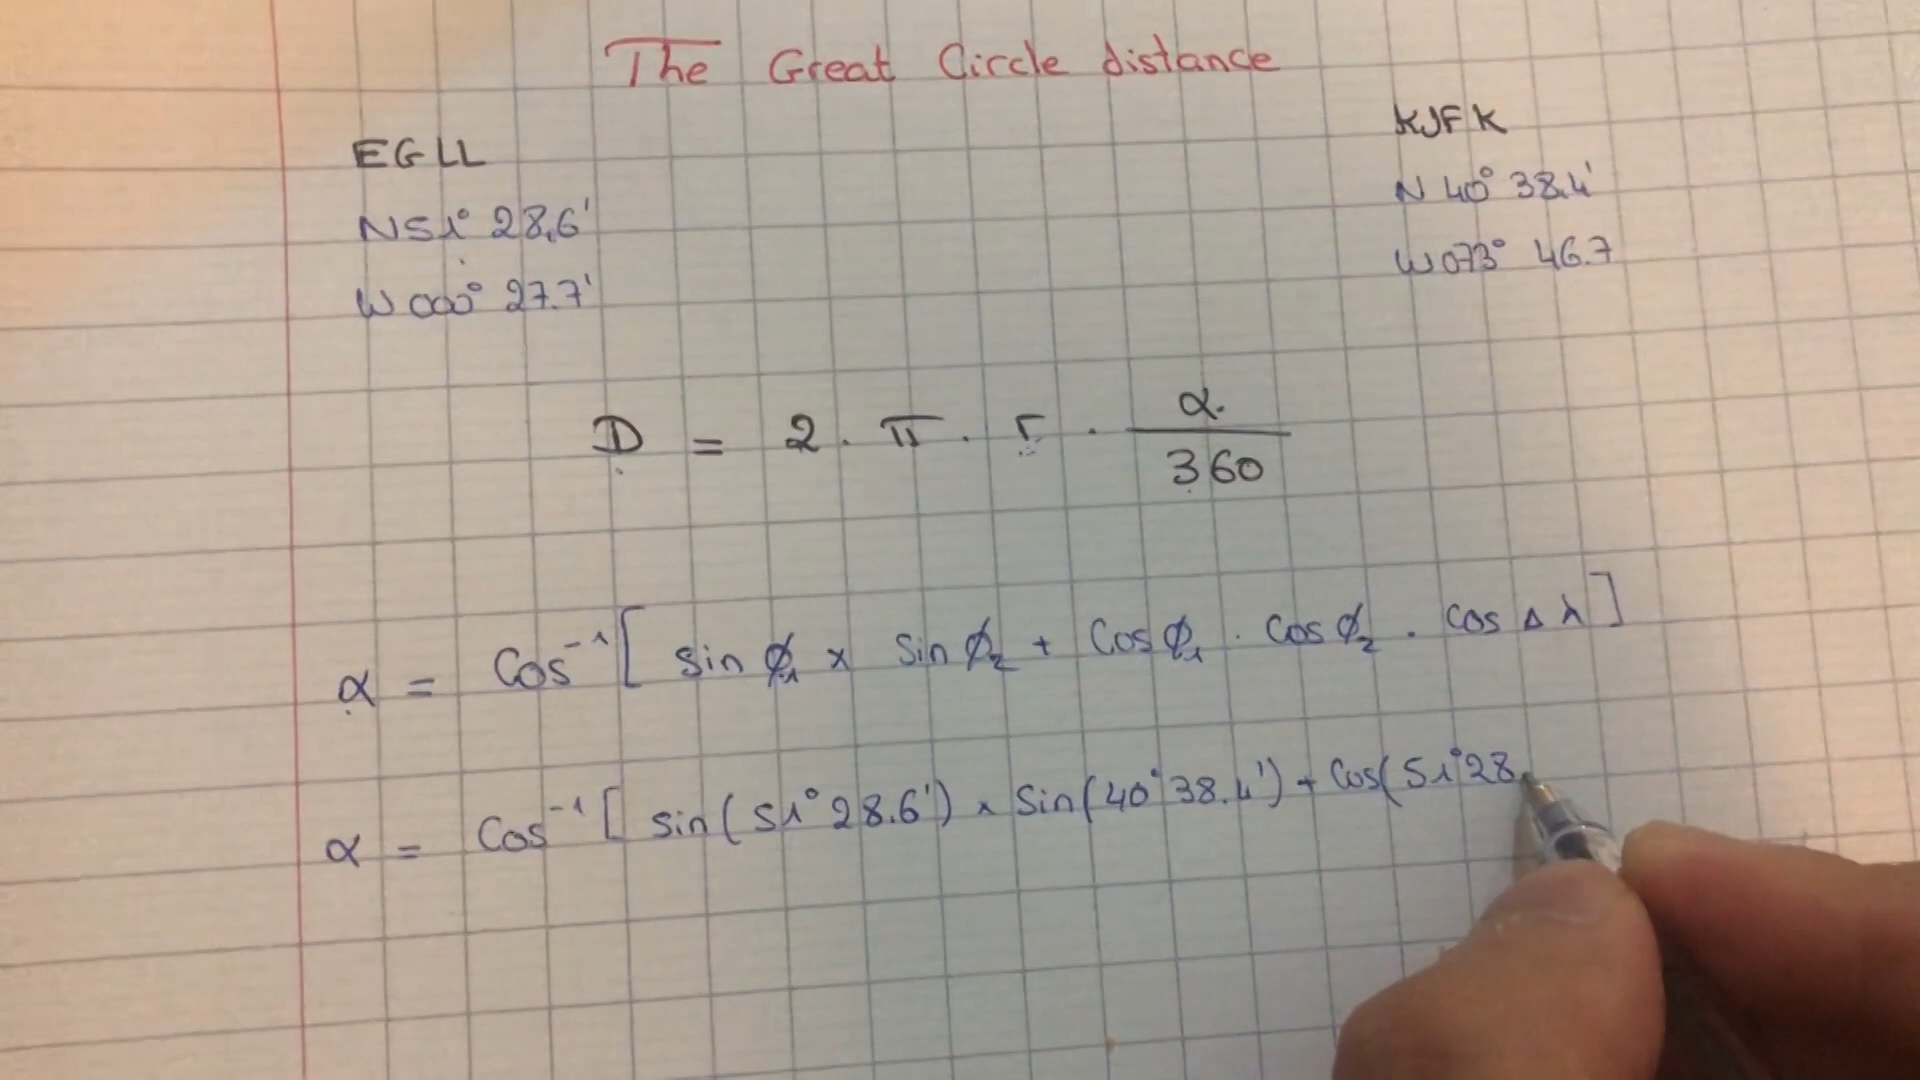 The Great Circle distance
EGLL
N51° 28.6'
W000° 27.7'
KJFK
N 40° 38.4'
W073° 46.7
D = 2 . π . r . α / 360
α = Cos⁻¹[ sin ϕ₁ x sin ϕ₂ + Cos ϕ₁ . Cos ϕ₂ . Cos Δλ ]
α = Cos⁻¹[ sin(51° 28.6') x Sin(40° 38.4') + Cos(51° 28.